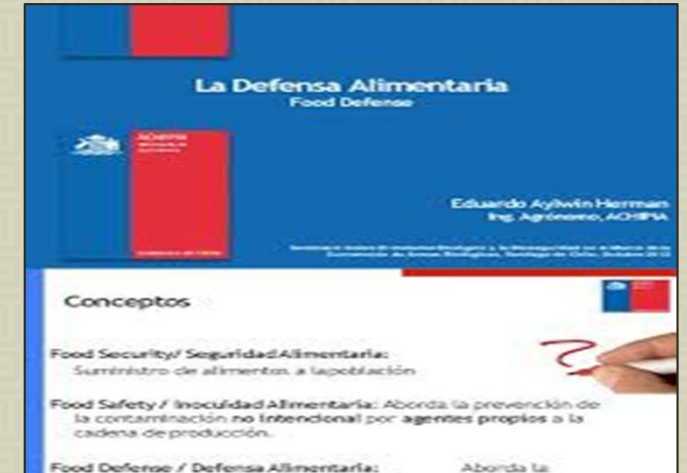 La Defensa Alimentaria
Food Defense
ACHIPIA
Eduardo Aylwin Herman
Ing. Agrónomo, ACHIPIA
Conceptos
Food Security/ Seguridad Alimentaria:
Suministro de alimentos a lapoblación
Food Safety / Inocuidad Alimentaria: Aborda la prevención de
la contaminación no intencional por agentes propios a la
cadena de producción.
Food Defense / Defensa Alimentaria: Aborda la